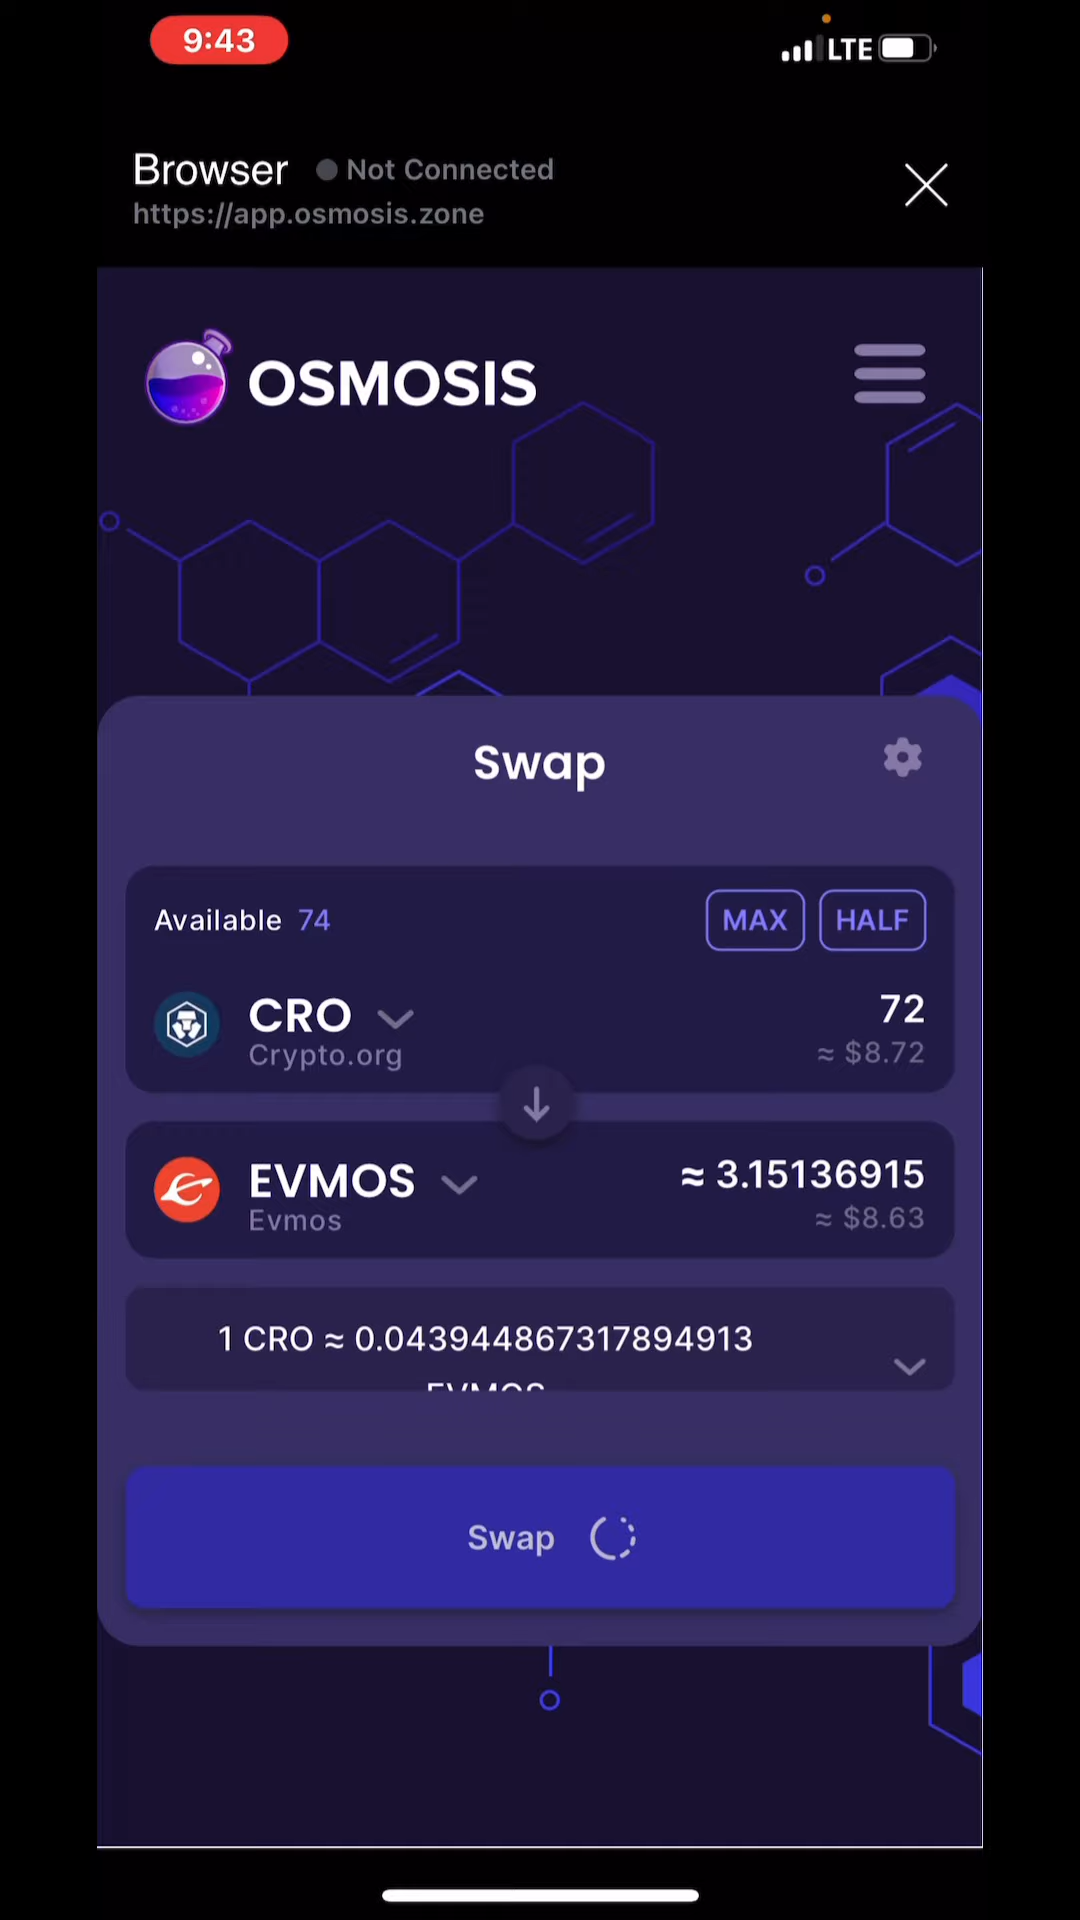 9:43
LTE
Browser Not Connected
https://app.osmosis.zone
OSMOSIS
Swap
Available 74 MAX HALF
CRO 72
Crypto.org ≈ $8.72
EVMOS ≈ 3.15136915
Evmos ≈ $8.63
1 CRO ≈ 0.043944867317894913
EVMOS
Swap